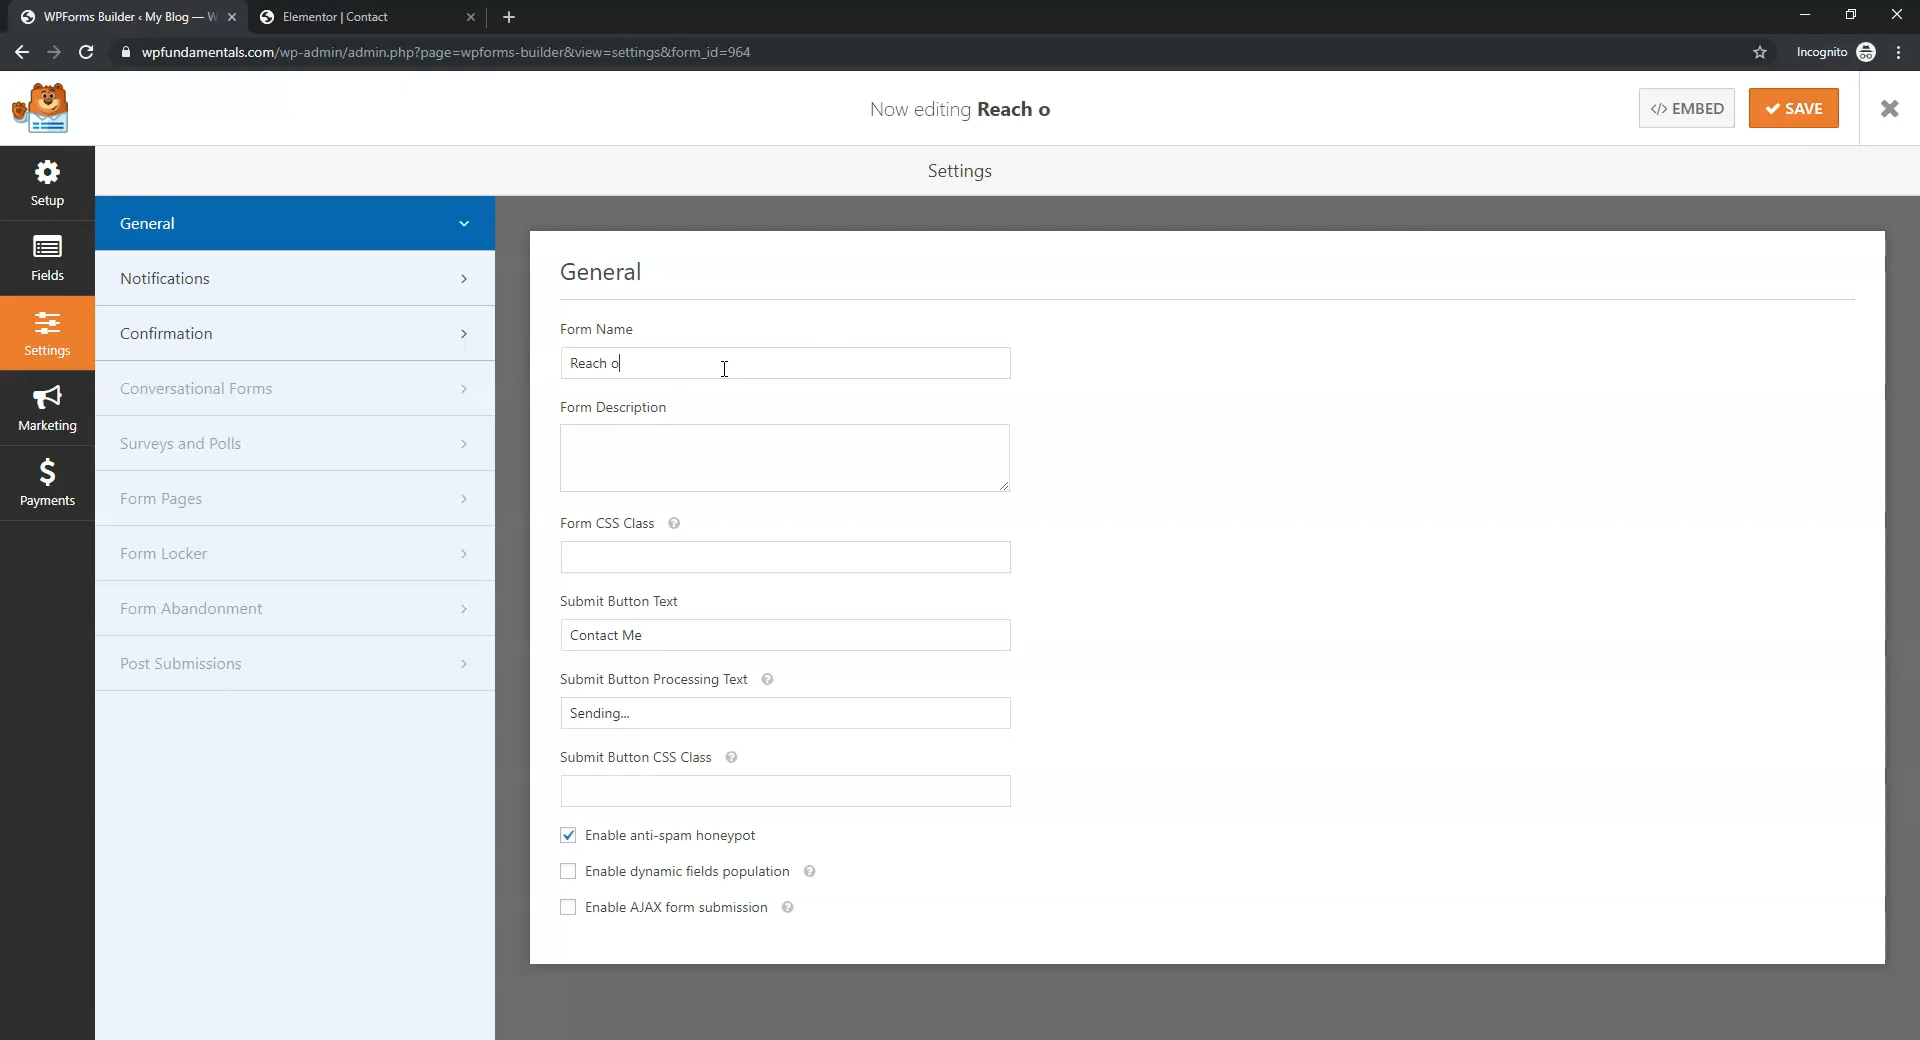 WPForms Builder ‹ My Blog — W
Elementor | Contact
wpfundamentals.com/wp-admin/admin.php?page=wpforms-builder&view=settings&form_id=964
Incognito
Now editing Reach o
</> EMBED
SAVE
Setup
Fields
Settings
Marketing
Payments
Settings
General
Notifications
Confirmation
Conversational Forms
Surveys and Polls
Form Pages
Form Locker
Form Abandonment
Post Submissions
General
Form Name
Reach o
Form Description
Form CSS Class ?
Submit Button Text
Contact Me
Submit Button Processing Text ?
Sending...
Submit Button CSS Class ?
Enable anti-spam honeypot
Enable dynamic fields population ?
Enable AJAX form submission ?